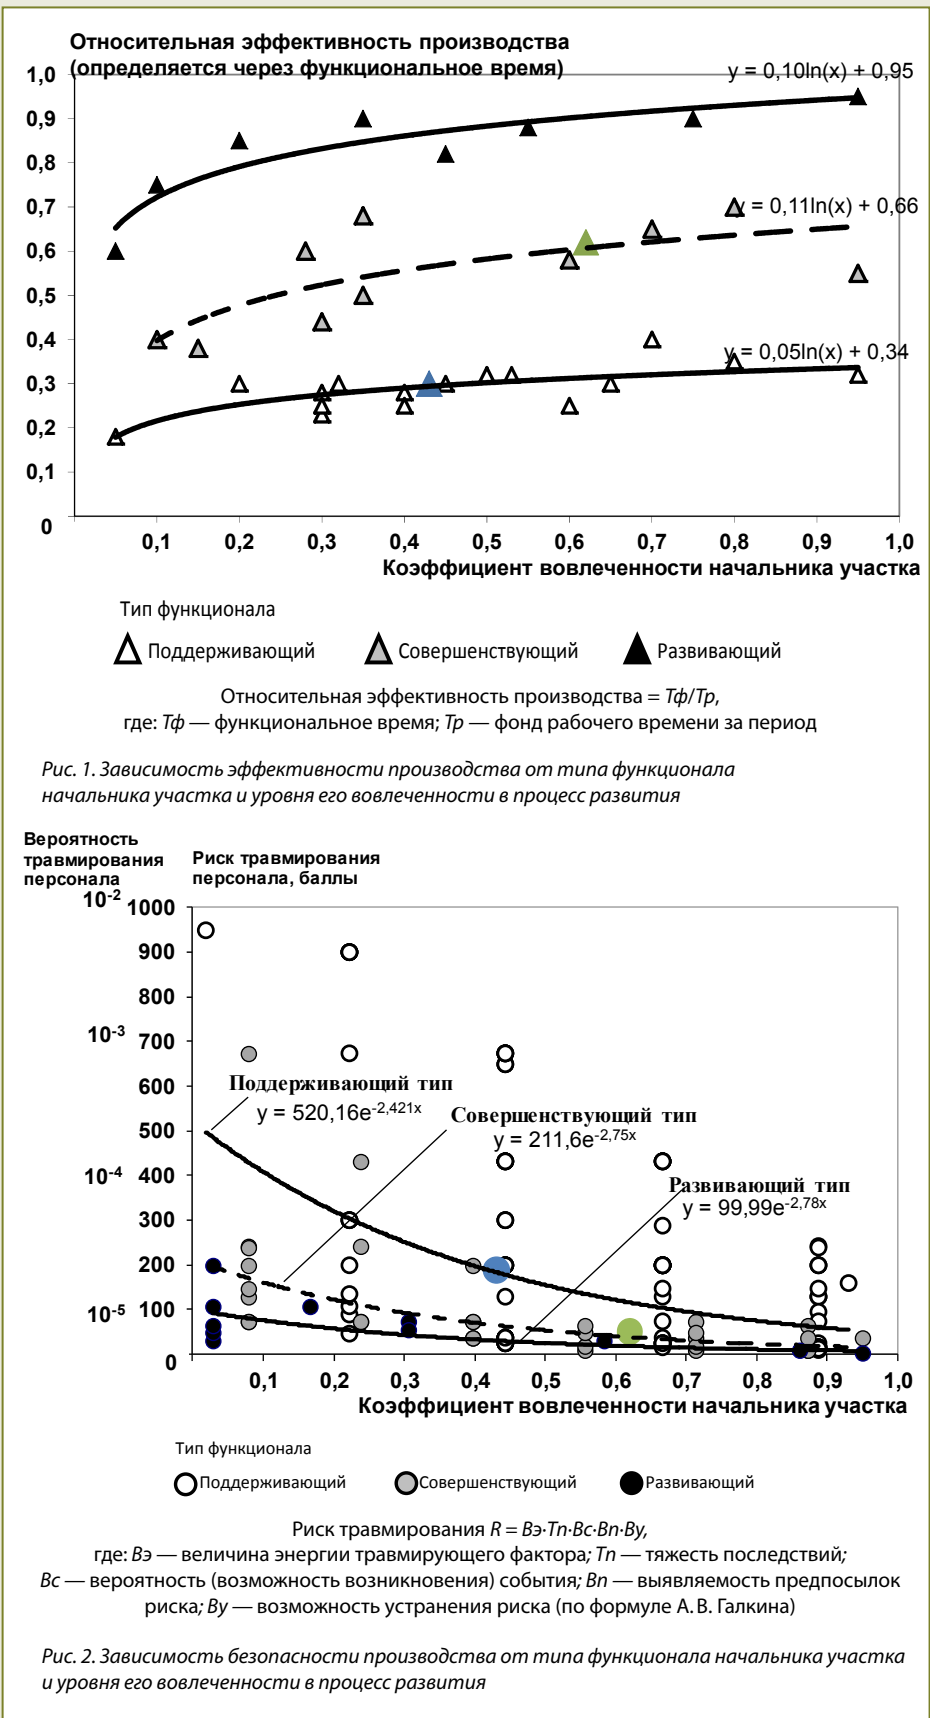 Относительная эффективность производства
(определяется через функциональное время)
y = 0,10ln(x) + 0,95
1,0
0,9
0,8
0,7
y = 0,11ln(x) + 0,66
0,6
0,5
0,4
y = 0,05ln(x) + 0,34
0,3
0,2
0,1
0
0,1 0,2 0,3 0,4 0,5 0,6 0,7 0,8 0,9 1,0
Коэффициент вовлеченности начальника участка
Тип функционала
Поддерживающий Совершенствующий Развивающий
Относительная эффективность производства = Тф/Тр,
где: Тф — функциональное время; Тр — фонд рабочего времени за период
Рис. 1. Зависимость эффективности производства от типа функционала
начальника участка и уровня его вовлеченности в процесс развития
Вероятность
травмирования
персонала
Риск травмирования
персонала, баллы
10-2 1000
900
800
10-3 700
600
Поддерживающий тип
y = 520,16e-2,421x
Совершенствующий тип
y = 211,6e-2,75x
500
10-4 400
Развивающий тип
y = 99,99e-2,78x
300
200
10-5 100
0
0,1 0,2 0,3 0,4 0,5 0,6 0,7 0,8 0,9 1,0
Коэффициент вовлеченности начальника участка
Тип функционала
Поддерживающий Совершенствующий Развивающий
Риск травмирования R = Вэ·Тп·Вс·Вп·Ву,
где: Вэ — величина энергии травмирующего фактора; Тп — тяжесть последствий;
Вс — вероятность (возможность возникновения) события; Вп — выявляемость предпосылок
риска; Ву — возможность устранения риска (по формуле А. В. Галкина)
Рис. 2. Зависимость безопасности производства от типа функционала начальника участка
и уровня его вовлеченности в процесс развития